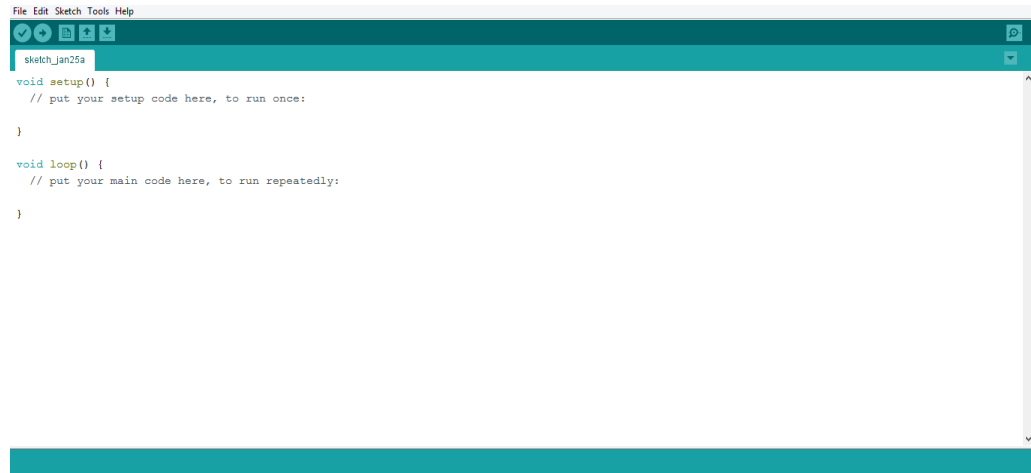 File Edit Sketch Tools Help
sketch_jan25a
void setup() {
  // put your setup code here, to run once:
}
void loop() {
  // put your main code here, to run repeatedly:
}